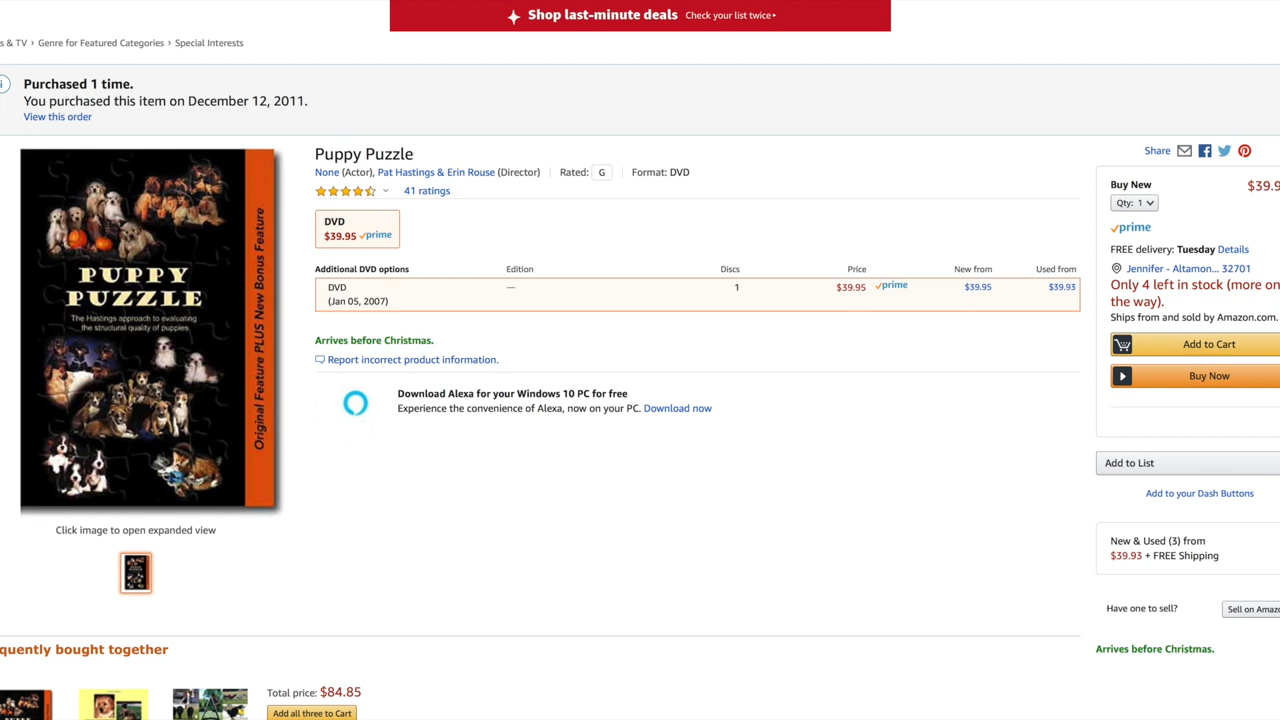 Shop last-minute deals Check your list twice▸
s & TV › Genre for Featured Categories › Special Interests
Purchased 1 time.
You purchased this item on December 12, 2011.
View this order
PUPPY
PUZZLE
The Hastings approach to evaluating
the structural quality of puppies
Original Feature PLUS New Bonus Feature
Click image to open expanded view
Puppy Puzzle
None (Actor), Pat Hastings & Erin Rouse (Director) | Rated: G | Format: DVD
41 ratings
DVD
$39.95 prime
Additional DVD options Edition Discs Price New from Used from
DVD — 1 $39.95 prime $39.95 $39.93
(Jan 05, 2007)
Arrives before Christmas.
Report incorrect product information.
Download Alexa for your Windows 10 PC for free
Experience the convenience of Alexa, now on your PC. Download now
Share
Buy New $39.9
Qty: 1
prime
FREE delivery: Tuesday Details
Jennifer - Altamon... 32701
Only 4 left in stock (more on
the way).
Ships from and sold by Amazon.com.
Add to Cart
Buy Now
Add to List
Add to your Dash Buttons
New & Used (3) from
$39.93 + FREE Shipping
Have one to sell? Sell on Amazo
Arrives before Christmas.
quently bought together
Total price: $84.85
Add all three to Cart